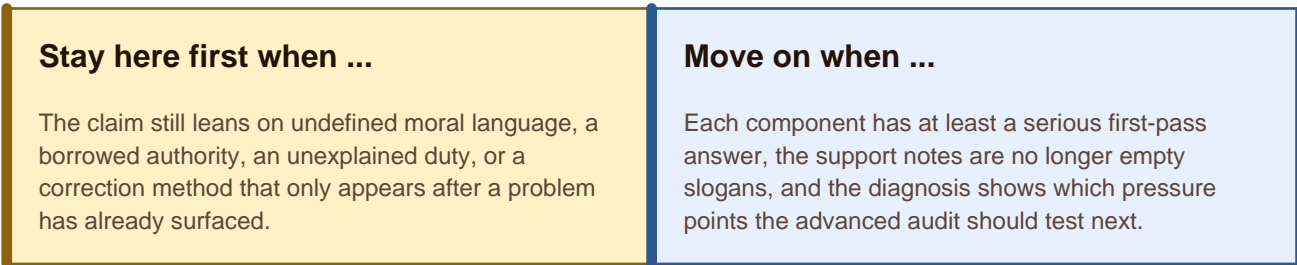 Stay here first when ...
The claim still leans on undefined moral language, a
borrowed authority, an unexplained duty, or a
correction method that only appears after a problem
has already surfaced.
Move on when ...
Each component has at least a serious first-pass
answer, the support notes are no longer empty
slogans, and the diagnosis shows which pressure
points the advanced audit should test next.